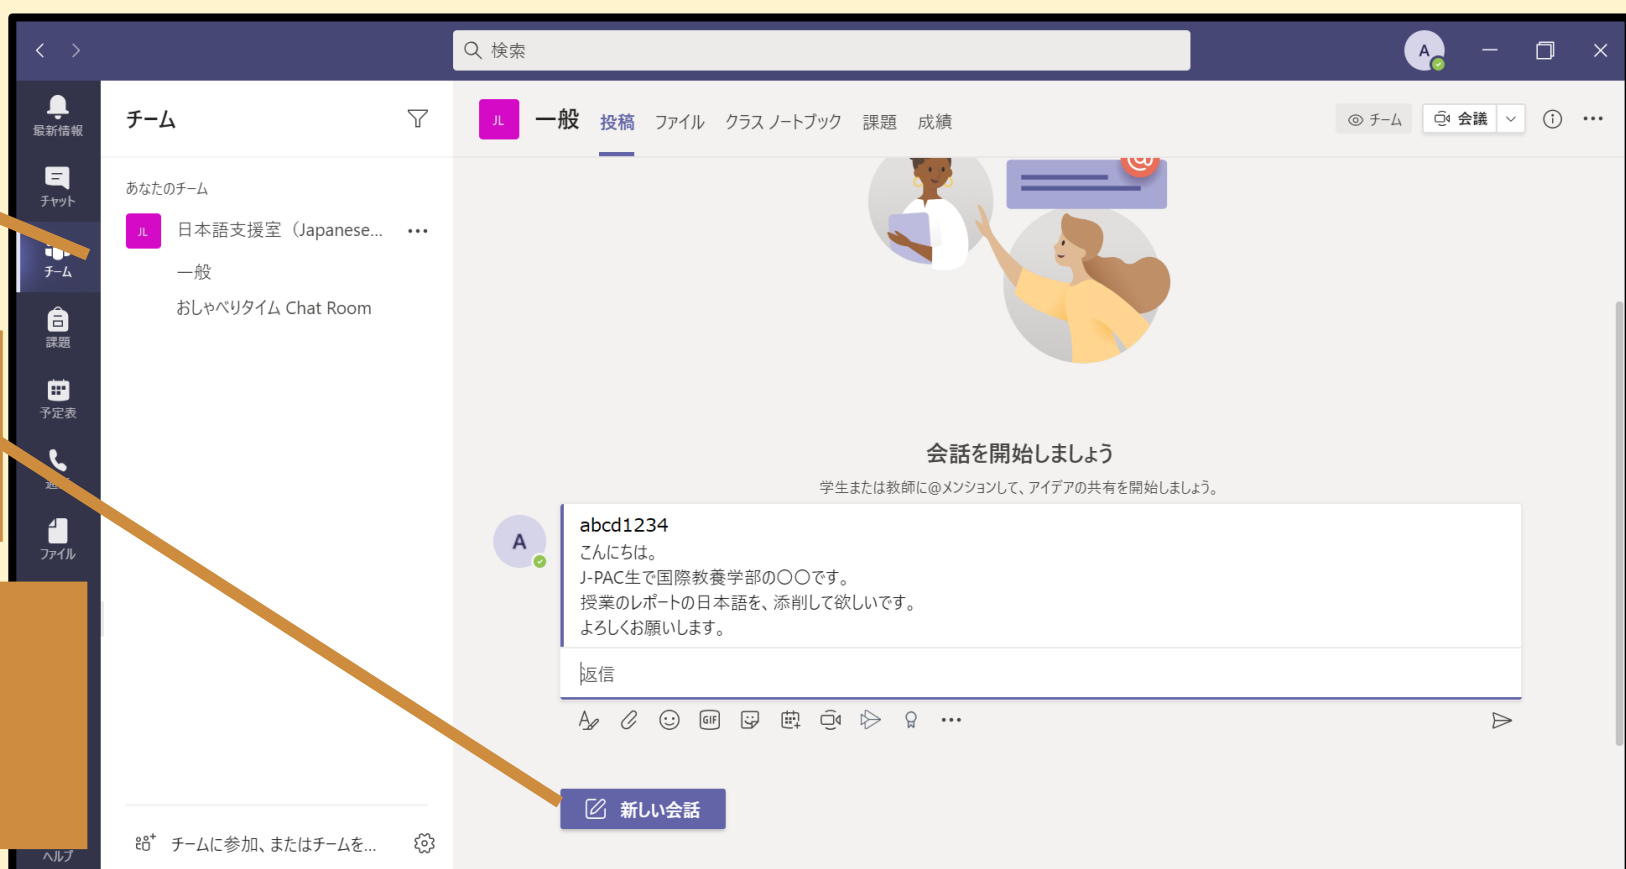 検索
A
最新情報
チャット
チーム
課題
予定表
ファイル
ヘルプ
チーム
あなたのチーム
JL 日本語支援室（Japanese...
一般
おしゃべりタイム Chat Room
チームに参加、またはチームを...
JL 一般 投稿 ファイル クラス ノートブック 課題 成績
チーム 会議
@
会話を開始しましょう
学生または教師に@メンションして、アイデアの共有を開始しましょう。
A
abcd1234
こんにちは。
J-PAC生で国際教養学部の〇〇です。
授業のレポートの日本語を、添削して欲しいです。
よろしくお願いします。
返信
GIF
新しい会話